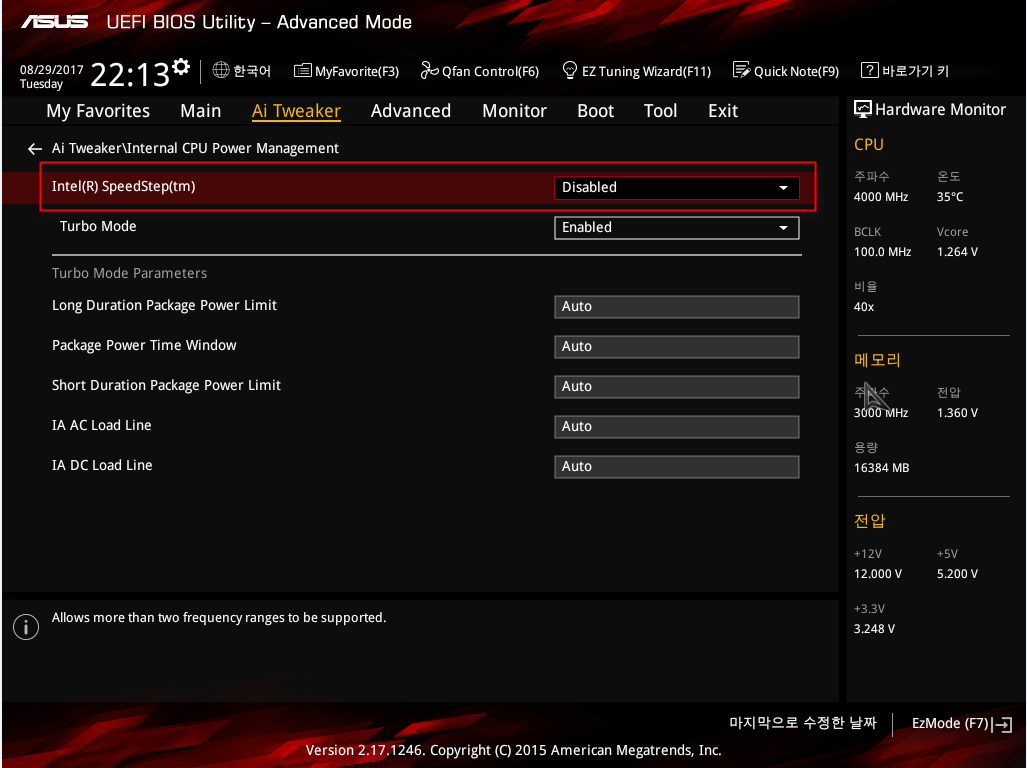 ASUS UEFI BIOS Utility – Advanced Mode
08/29/2017
Tuesday
22:13
한국어 MyFavorite(F3) Qfan Control(F6) EZ Tuning Wizard(F11) Quick Note(F9) ? 바로가기 키
My Favorites Main Ai Tweaker Advanced Monitor Boot Tool Exit
Ai Tweaker\Internal CPU Power Management
Intel(R) SpeedStep(tm) Disabled
Turbo Mode Enabled
Turbo Mode Parameters
Long Duration Package Power Limit Auto
Package Power Time Window Auto
Short Duration Package Power Limit Auto
IA AC Load Line Auto
IA DC Load Line Auto
Allows more than two frequency ranges to be supported.
Hardware Monitor
CPU
주파수 온도
4000 MHz 35°C
BCLK Vcore
100.0 MHz 1.264 V
비율
40x
메모리
주파수 전압
3000 MHz 1.360 V
용량
16384 MB
전압
+12V +5V
12.000 V 5.200 V
+3.3V
3.248 V
마지막으로 수정한 날짜 EzMode (F7)
Version 2.17.1246. Copyright (C) 2015 American Megatrends, Inc.